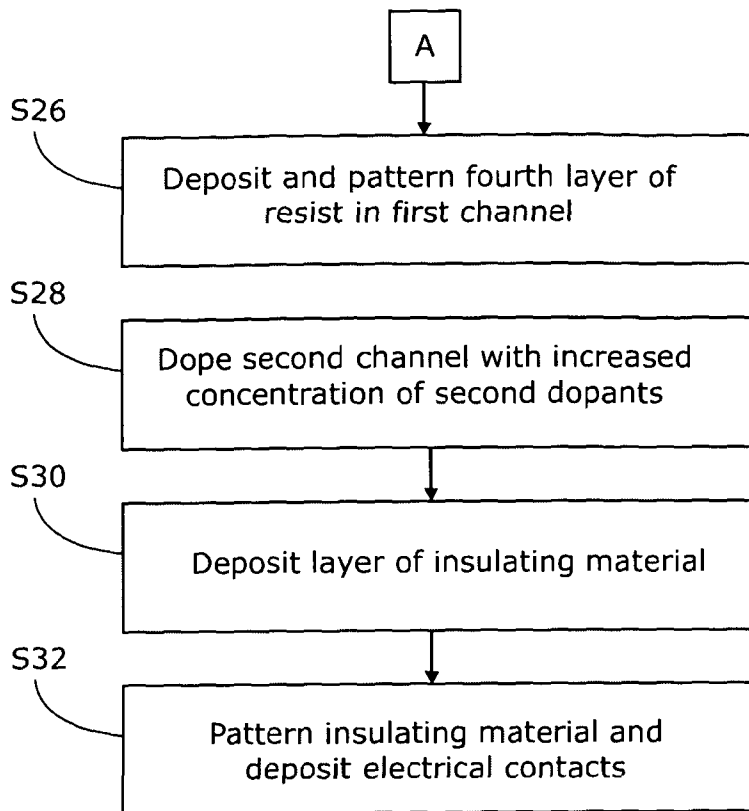 A
S26
Deposit and pattern fourth layer of
resist in first channel
S28
Dope second channel with increased
concentration of second dopants
S30
Deposit layer of insulating material
S32
Pattern insulating material and
deposit electrical contacts